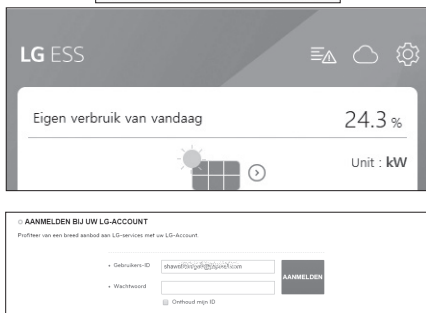 LG ESS
Eigen verbruik van vandaag 24.3 %
Unit : kW
AANMELDEN BIJ UW LG-ACCOUNT
Profiteer van een breed aanbod aan LG-services met uw LG-Account.
Gebruikers-ID
AANMELDEN
Wachtwoord
Onthoud mijn ID